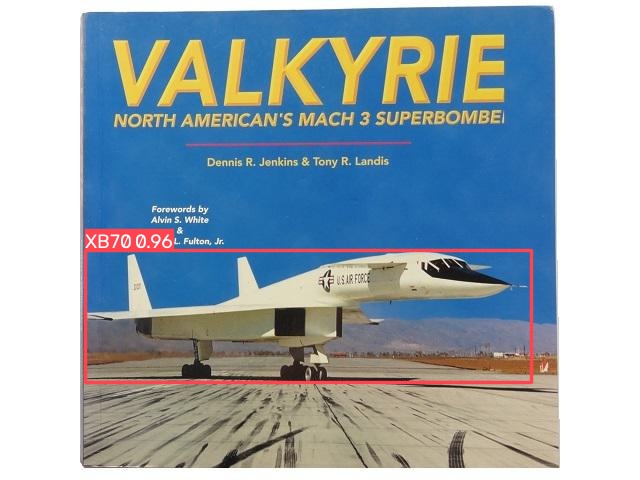 VALKYRIE
NORTH AMERICAN'S MACH 3 SUPERBOMBE
Dennis R. Jenkins & Tony R. Landis
Forewords by
Alvin S. White
&
L. Fulton, Jr.
XB70 0.96
U.S. AIR FORCE